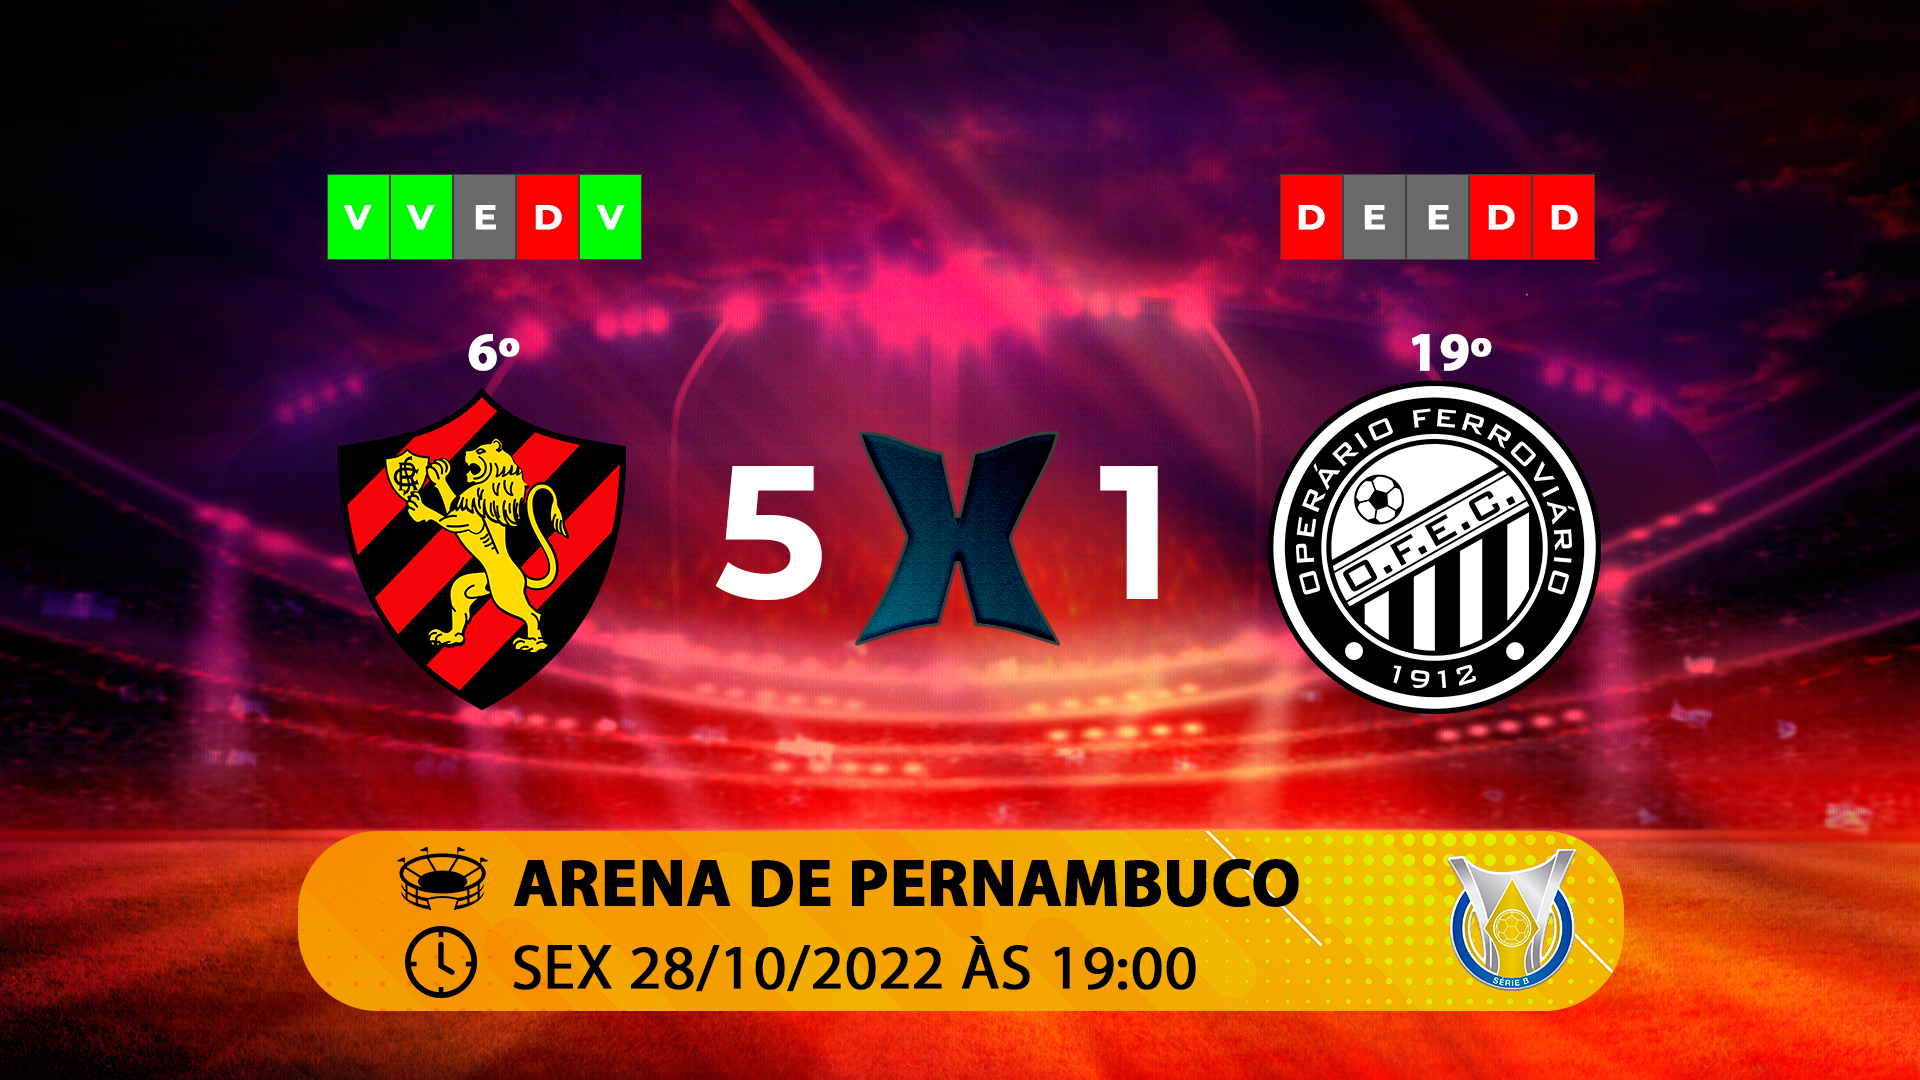 V V E D V
D E E D D
6º
19º
5 X 1
OPERÁRIO FERROVIÁRIO
O.F.E.C.
1912
ARENA DE PERNAMBUCO
SEX 28/10/2022 ÀS 19:00
SÉRIE B